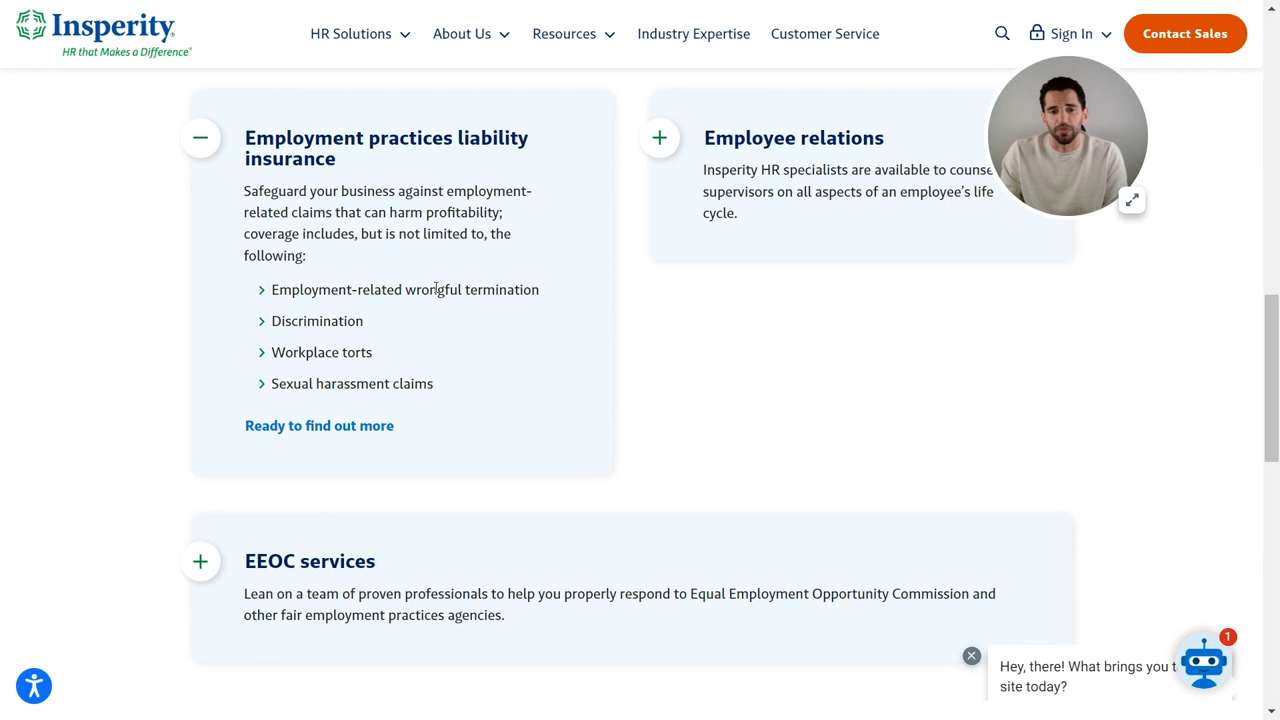 Insperity
HR that Makes a Difference®
HR Solutions
About Us
Resources
Industry Expertise
Customer Service
Sign In
Contact Sales
Employment practices liability
insurance
Safeguard your business against employment-
related claims that can harm profitability;
coverage includes, but is not limited to, the
following:
Employment-related wrongful termination
Discrimination
Workplace torts
Sexual harassment claims
Ready to find out more
Employee relations
Insperity HR specialists are available to counse
supervisors on all aspects of an employee’s life
cycle.
EEOC services
Lean on a team of proven professionals to help you properly respond to Equal Employment Opportunity Commission and
other fair employment practices agencies.
Hey, there! What brings you t
site today?
1